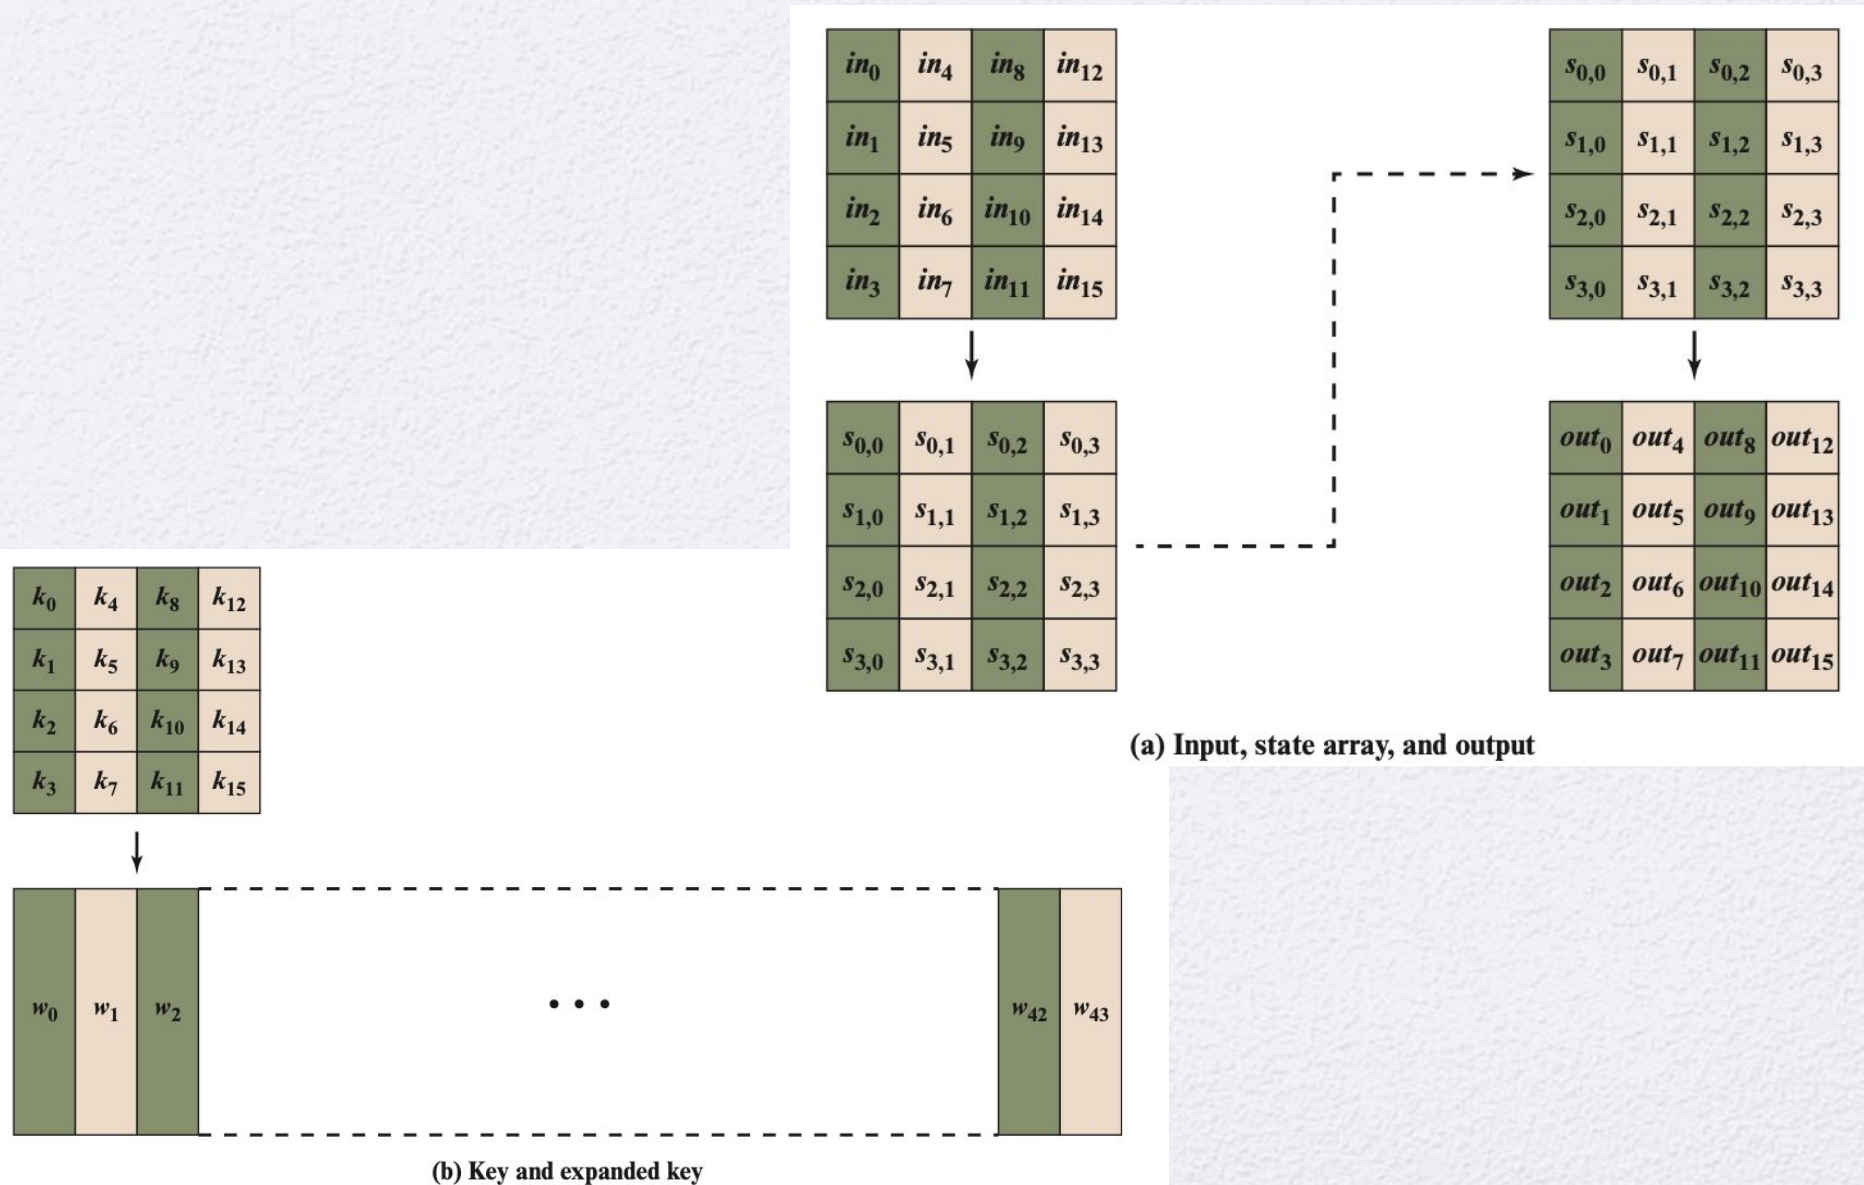 in0 in4 in8 in12
in1 in5 in9 in13
in2 in6 in10 in14
in3 in7 in11 in15
s0,0 s0,1 s0,2 s0,3
s1,0 s1,1 s1,2 s1,3
s2,0 s2,1 s2,2 s2,3
s3,0 s3,1 s3,2 s3,3
s0,0 s0,1 s0,2 s0,3
s1,0 s1,1 s1,2 s1,3
s2,0 s2,1 s2,2 s2,3
s3,0 s3,1 s3,2 s3,3
out0 out4 out8 out12
out1 out5 out9 out13
out2 out6 out10 out14
out3 out7 out11 out15
(a) Input, state array, and output
k0 k4 k8 k12
k1 k5 k9 k13
k2 k6 k10 k14
k3 k7 k11 k15
w0 w1 w2 • • • w42 w43
(b) Key and expanded key